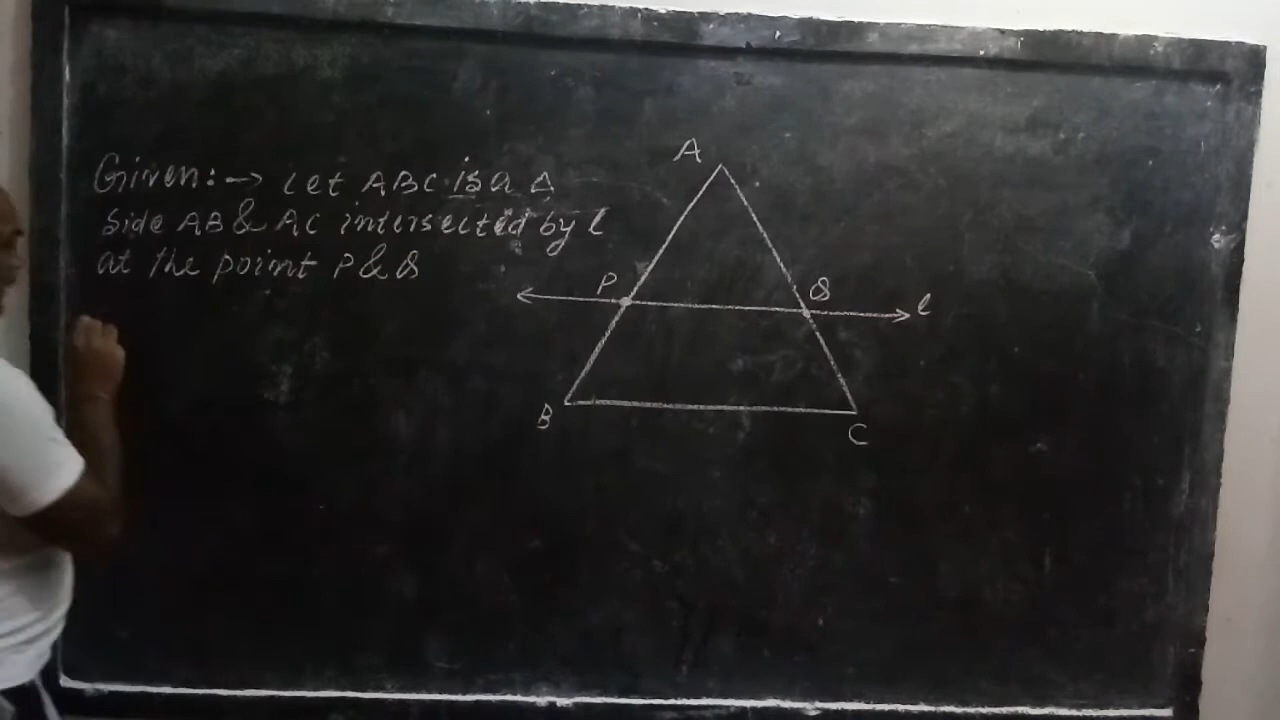 Given:→ Let ABC is a Δ
Side AB & AC intersected by l
at the point P & Q
A
P
Q
l
B
C